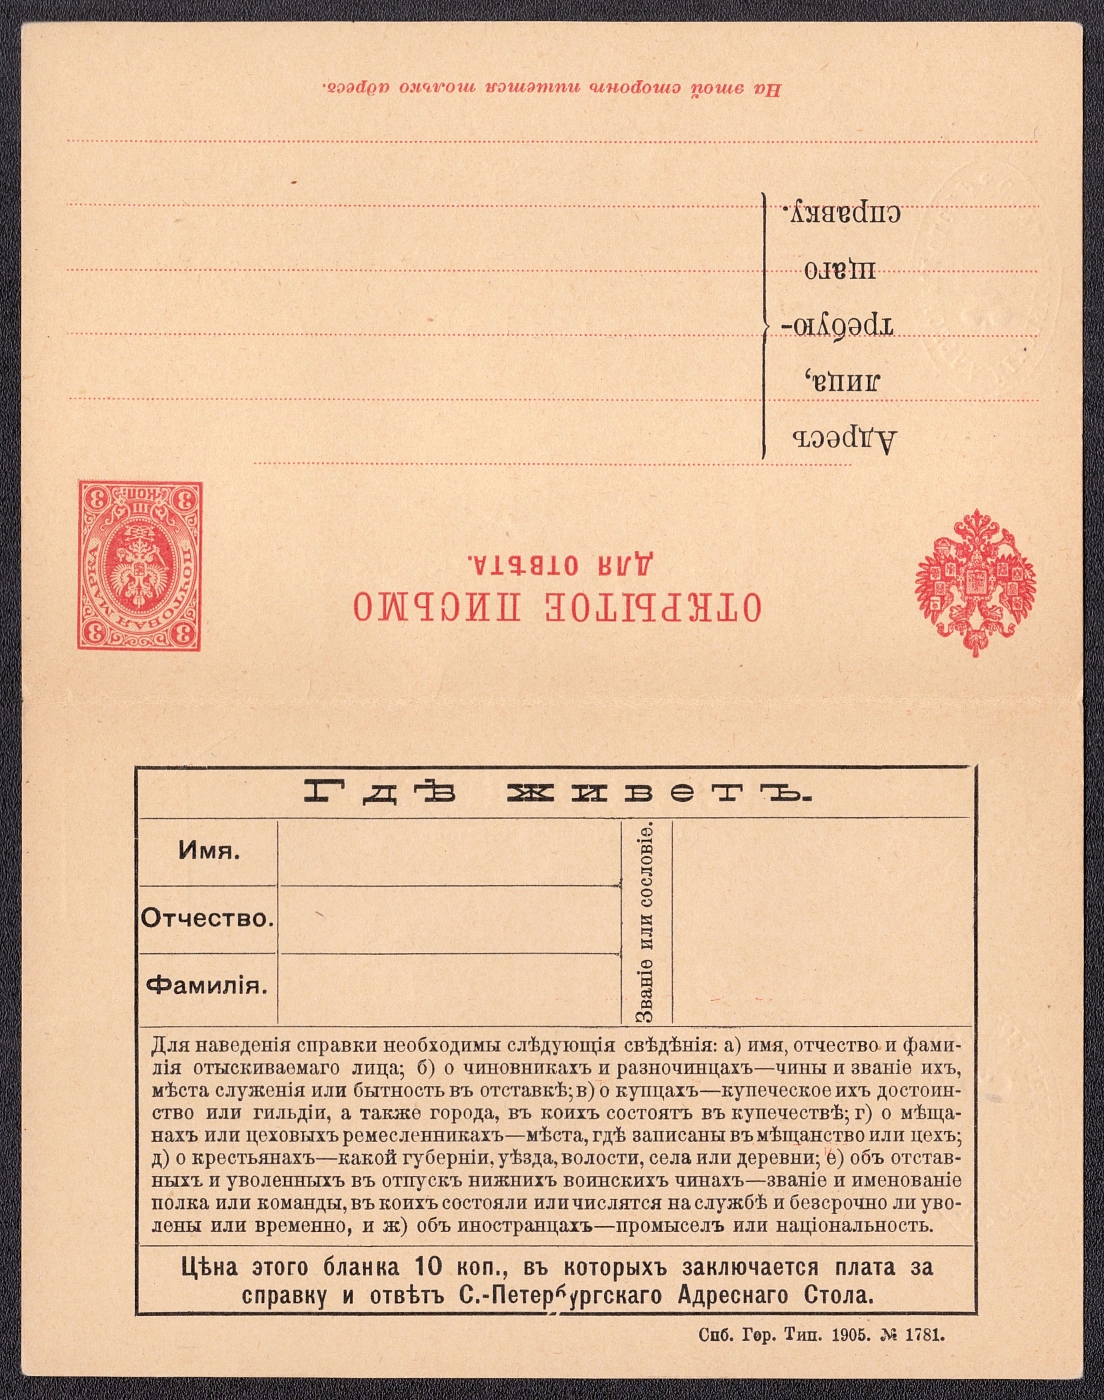 На этой сторонѣ пишется только адресъ.
Адресъ
лица,
требую-
щаго
справку.
ОТКРЫТОЕ ПИСЬМО
ДЛЯ ОТВѢТА.
ПОЧТОВАЯ МАРКА
3 3
III
КОП.
3 3
Гдѣ живетъ.
Имя.
Отчество.
Фамилія.
Званіе или сословіе.
Для наведенія справки необходимы слѣдующія свѣдѣнія: а) имя, отчество и фами-
лія отыскиваемаго лица; б) о чиновникахъ и разночинцахъ—чины и званіе ихъ,
мѣста служенія или бытность въ отставкѣ; в) о купцахъ—купеческое ихъ достоин-
ство или гильдіи, а также города, въ коихъ состоятъ въ купечествѣ; г) о мѣща-
нахъ или цеховыхъ ремесленникахъ—мѣста, гдѣ записаны въ мѣщанство или цехъ;
д) о крестьянахъ—какой губерніи, уѣзда, волости, села или деревни; е) объ отстав-
ныхъ и уволенныхъ въ отпускъ нижнихъ воинскихъ чинахъ—званіе и именованіе
полка или команды, въ коихъ состояли или числятся на службѣ и безсрочно ли уво-
лены или временно, и ж) объ иностранцахъ—промыселъ или національность.
Цѣна этого бланка 10 коп., въ которыхъ заключается плата за
справку и отвѣтъ С.-Петербургскаго Адреснаго Стола.
Спб. Гор. Тип. 1905. № 1781.